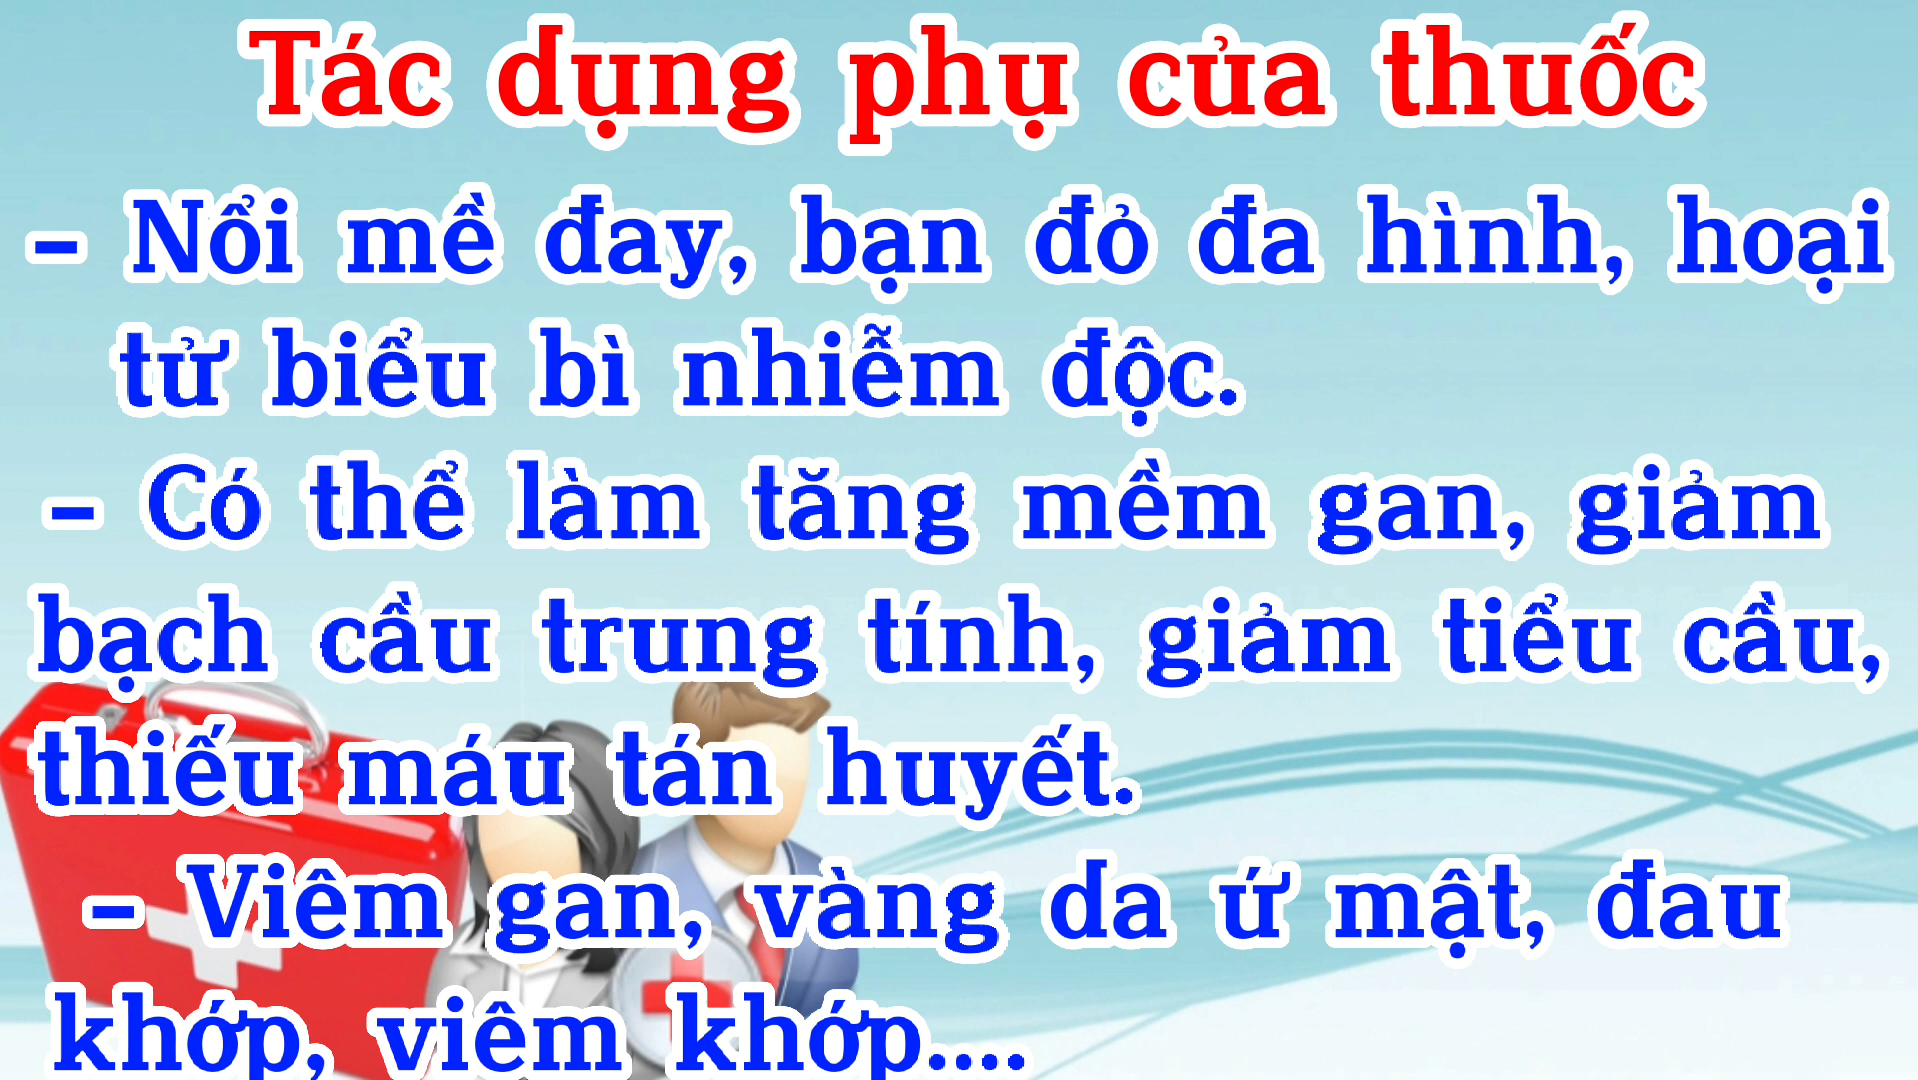 Tác dụng phụ của thuốc
– Nổi mề đay, bạn đỏ đa hình, hoại
tử biểu bì nhiễm độc.
– Có thể làm tăng mềm gan, giảm
bạch cầu trung tính, giảm tiểu cầu,
thiếu máu tán huyết.
– Viêm gan, vàng da ứ mật, đau
khớp, viêm khớp....